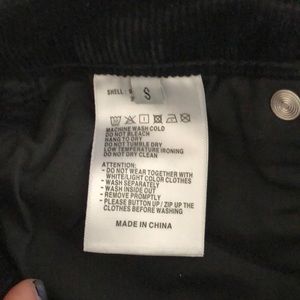 SHELL:
S
MACHINE WASH COLD
DO NOT BLEACH
HANG TO DRY
DO NOT TUMBLE DRY
LOW TEMPERATURE IRONING
DO NOT DRY CLEAN
ATTENTION:
- DO NOT WEAR TOGETHER WITH
WHITE/LIGHT COLOR CLOTHES
- WASH SEPARATELY
- WASH INSIDE OUT
- REMOVE PROMPTLY
- PLEASE BUTTON UP/ ZIP UP THE
CLOTHES BEFORE WASHING
MADE IN CHINA